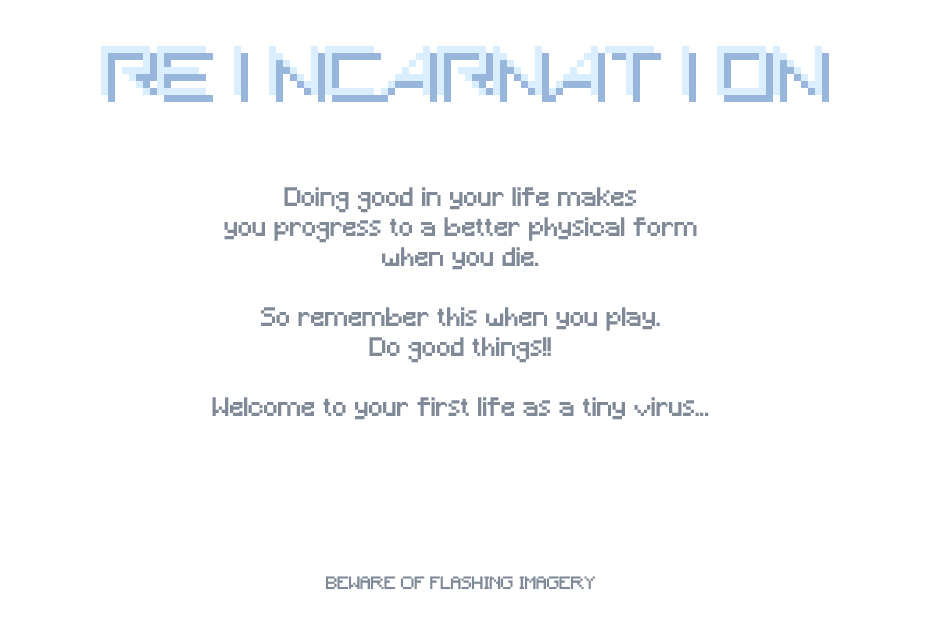 REINCARNATION
Doing good in your life makes
you progress to a better physical form
when you die.
So remember this when you play.
Do good things!!
Welcome to your first life as a tiny virus...
BEWARE OF FLASHING IMAGERY